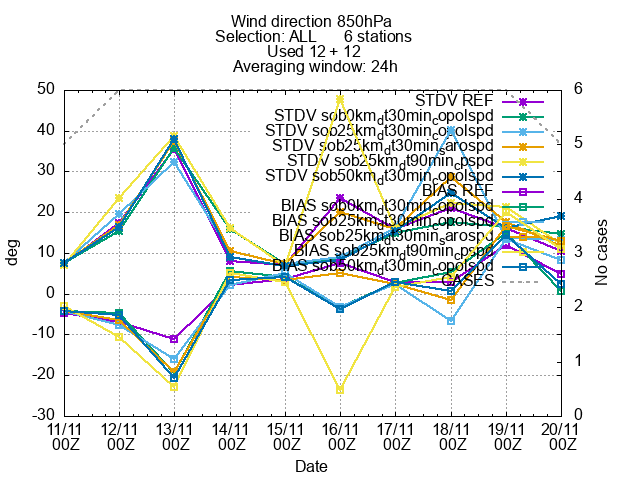 Wind direction 850hPa
Selection: ALL 6 stations
Used 12 + 12
Averaging window: 24h
50
40
30
20
10
0
-10
-20
-30
deg
6
5
4
3
2
1
0
No cases
STDV REF
STDV sob0km_dt30min_copolspd
STDV sob25km_dt30min_copolspd
STDV sob25km_dt30min_sarospd
STDV sob25km_dt90min_cpspd
STDV sob50km_dt30min_copolspd
BIAS REF
BIAS sob0km_dt30min_copolspd
BIAS sob25km_dt30min_copolspd
BIAS sob25km_dt30min_sarospd
BIAS sob25km_dt90min_cpspd
BIAS sob50km_dt30min_copolspd
CASES
11/11 12/11 13/11 14/11 15/11 16/11 17/11 18/11 19/11 20/11
00Z 00Z 00Z 00Z 00Z 00Z 00Z 00Z 00Z 00Z
Date